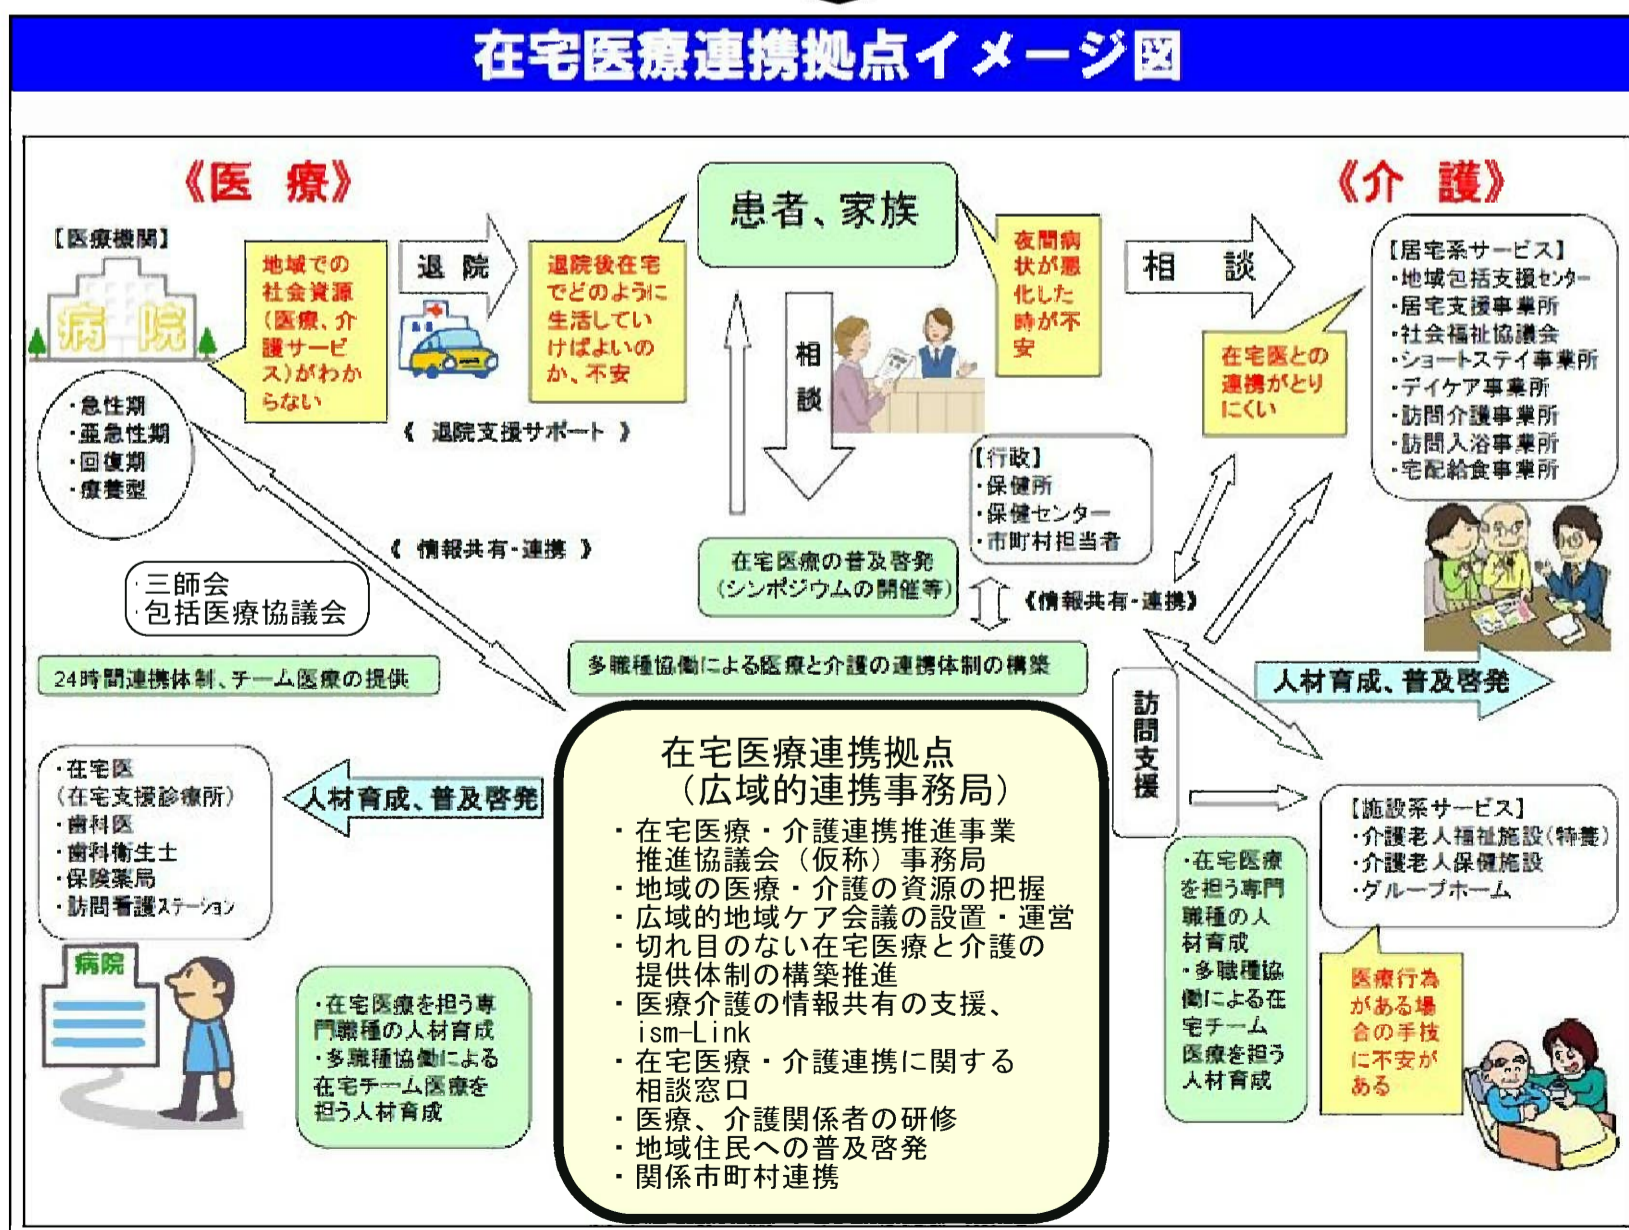 在宅医療連携拠点イメージ図
《医 療》
【医療機関】
病 院
・急性期
・亜急性期
・回復期
・療養型
地域での
社会資源
(医療、介
護サービ
ス)がわか
らない
退 院
《 退院支援サポート 》
退院後在宅
でどのように
生活してい
けばよいの
か、不安
患者、家族
相
談
夜間病
状が悪
化した
時が不
安
相 談
《介 護》
【居宅系サービス】
・地域包括支援センター
・居宅支援事業所
・社会福祉協議会
・ショートステイ事業所
・デイケア事業所
・訪問介護事業所
・訪問入浴事業所
・宅配給食事業所
在宅医との
連携がとり
にくい
【行政】
・保健所
・保健センター
・市町村担当者
《 情報共有・連携 》
・三師会
・包括医療協議会
在宅医療の普及啓発
(シンポジウムの開催等)
《情報共有・連携》
24時間連携体制、チーム医療の提供
多職種協働による医療と介護の連携体制の構築
人材育成、普及啓発
訪
問
支
援
・在宅医
(在宅支援診療所)
・歯科医
・歯科衛生士
・保険薬局
・訪問看護ステーション
人材育成、普及啓発
在宅医療連携拠点
（広域的連携事務局）
・在宅医療・介護連携推進事業
推進協議会（仮称）事務局
・地域の医療・介護の資源の把握
・広域的地域ケア会議の設置・運営
・切れ目のない在宅医療と介護の
提供体制の構築推進
・医療介護の情報共有の支援、
ism-Link
・在宅医療・介護連携に関する
相談窓口
・医療、介護関係者の研修
・地域住民への普及啓発
・関係市町村連携
【施設系サービス】
・介護老人福祉施設(特養)
・介護老人保健施設
・グループホーム
病院
・在宅医療を担う専
門職種の人材育成
・多職種協働による
在宅チーム医療を
担う人材育成
・在宅医療
を担う専門
職種の人
材育成
・多職種協
働による在
宅チーム
医療を担う
人材育成
医療行為
がある場
合の手技
に不安が
ある